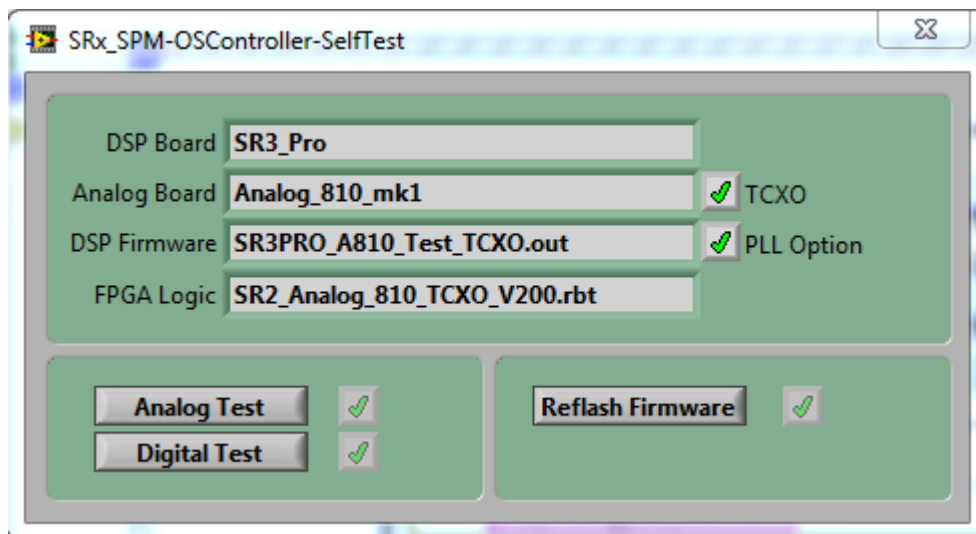 SRx_SPM-OSController-SelfTest
DSP Board SR3_Pro
Analog Board Analog_810_mk1 TCXO
DSP Firmware SR3PRO_A810_Test_TCXO.out PLL Option
FPGA Logic SR2_Analog_810_TCXO_V200.rbt
Analog Test Reflash Firmware
Digital Test